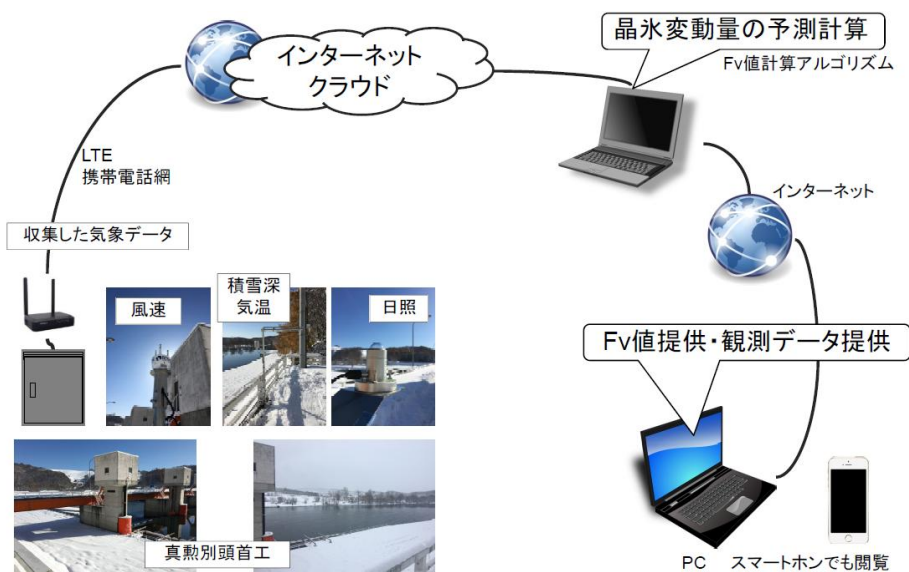 インターネット
クラウド
晶氷変動量の予測計算
Fv値計算アルゴリズム
LTE
携帯電話網
インターネット
収集した気象データ
風速
積雪深
気温
日照
Fv値提供・観測データ提供
真勲別頭首工
PC
スマートホンでも閲覧